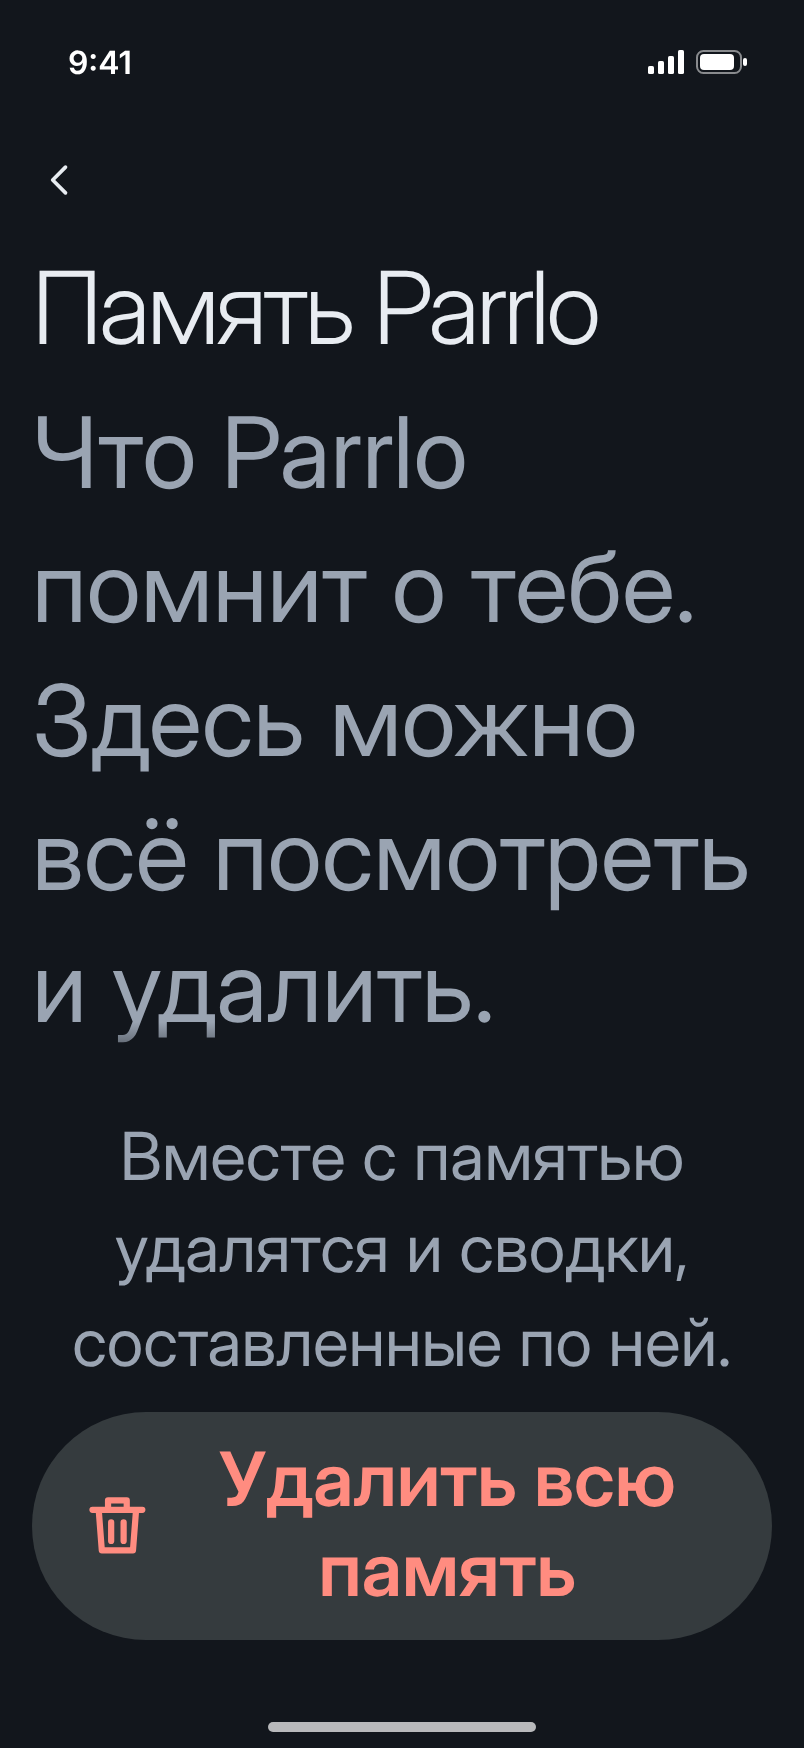 9:41
Память Parrlo
Что Parrlo
помнит о тебе.
Здесь можно
всё посмотреть
и удалить.
Вместе с памятью
удалятся и сводки,
составленные по ней.
Удалить всю
память